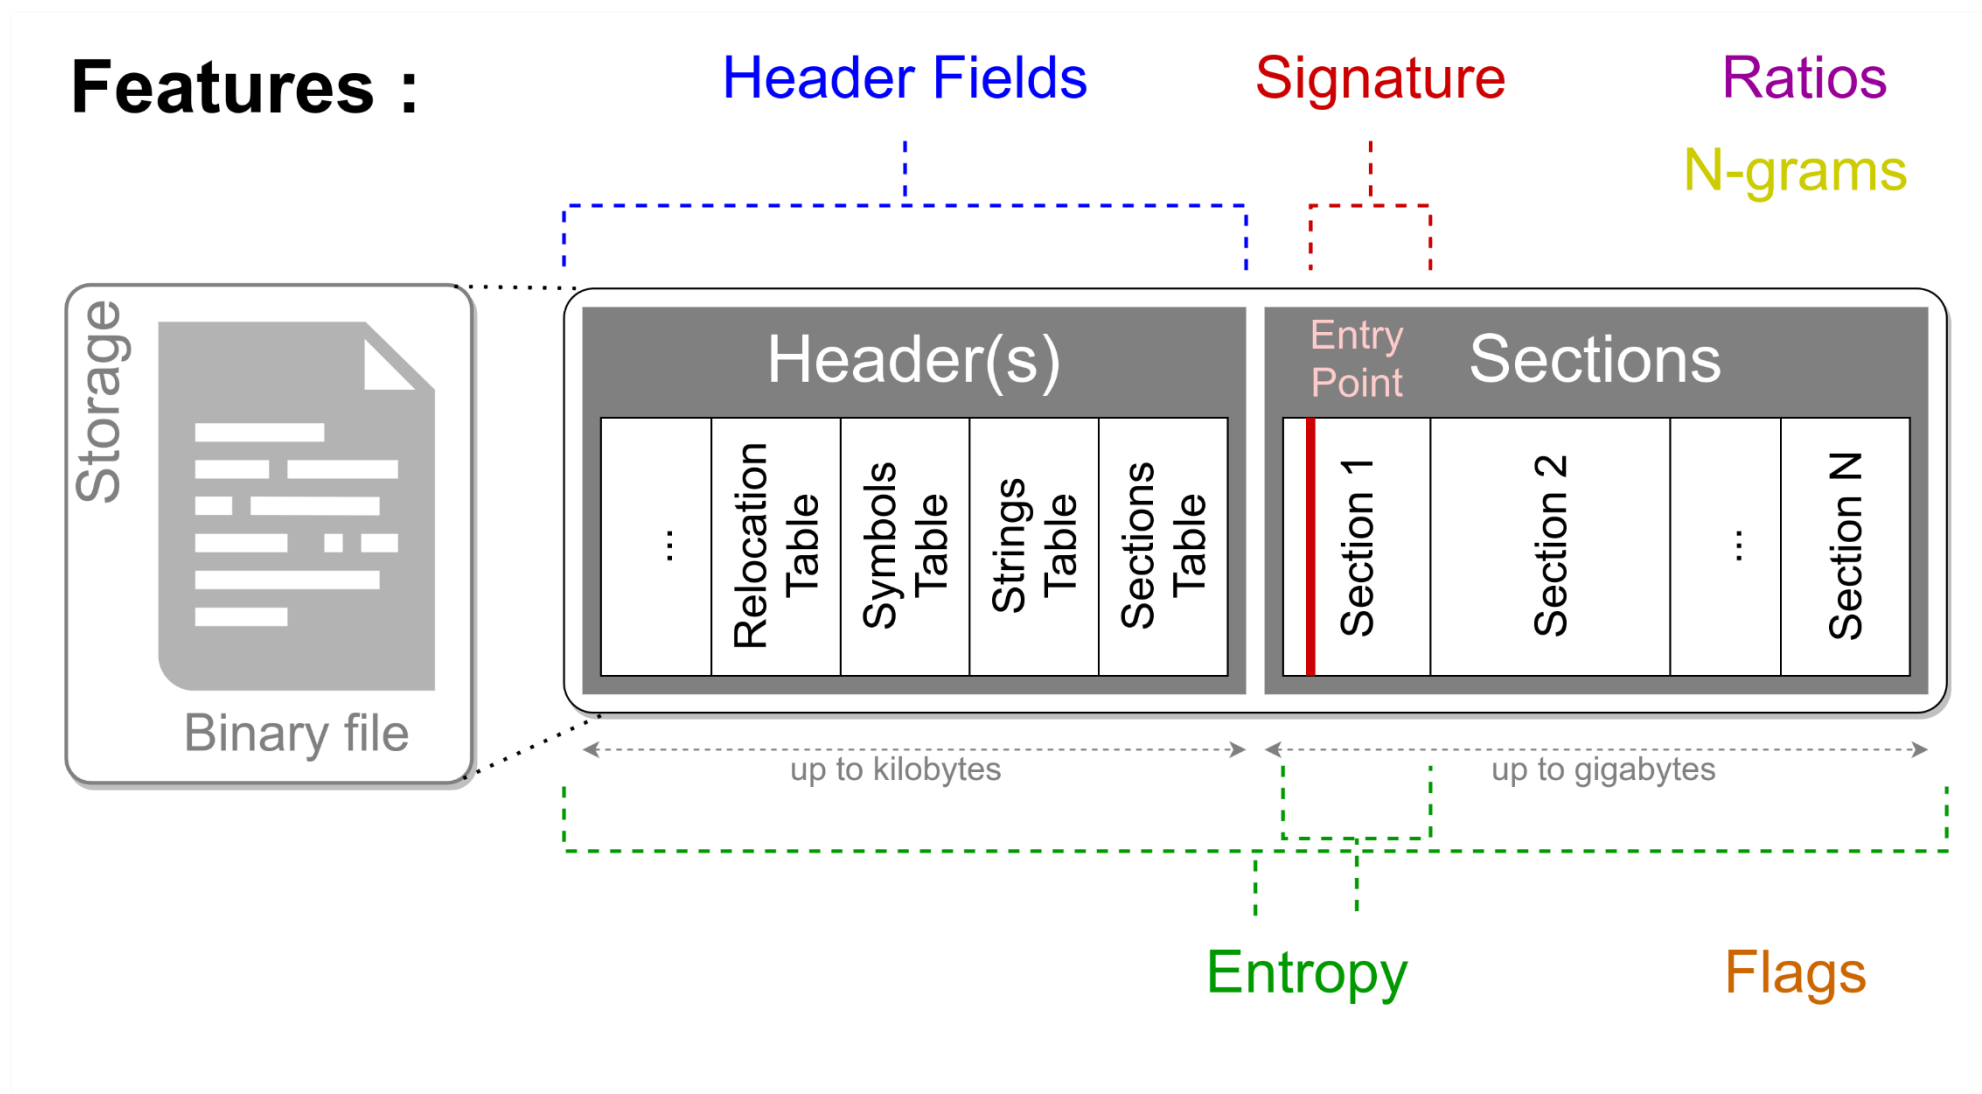 Features :
Header Fields
Signature
Ratios
N-grams
Storage
Binary file
Header(s)
...
Relocation
Table
Symbols
Table
Strings
Table
Sections
Table
Entry
Point
Sections
Section 1
Section 2
...
Section N
up to kilobytes
up to gigabytes
Entropy
Flags